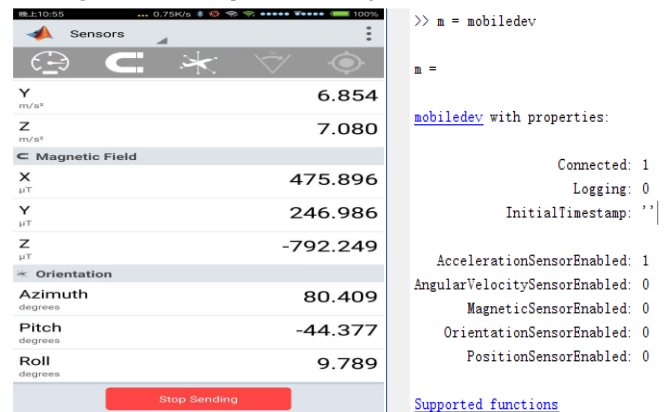 晚上10:55 ... 0.75K/s 100%
Sensors
Y 6.854
m/s²
Z 7.080
m/s²
Magnetic Field
X 475.896
μT
Y 246.986
μT
Z -792.249
μT
Orientation
Azimuth 80.409
degrees
Pitch -44.377
degrees
Roll 9.789
degrees
Stop Sending
>> m = mobiledev
m =
mobiledev with properties:
Connected: 1
Logging: 0
InitialTimestamp: ''
AccelerationSensorEnabled: 1
AngularVelocitySensorEnabled: 0
MagneticSensorEnabled: 0
OrientationSensorEnabled: 0
PositionSensorEnabled: 0
Supported functions